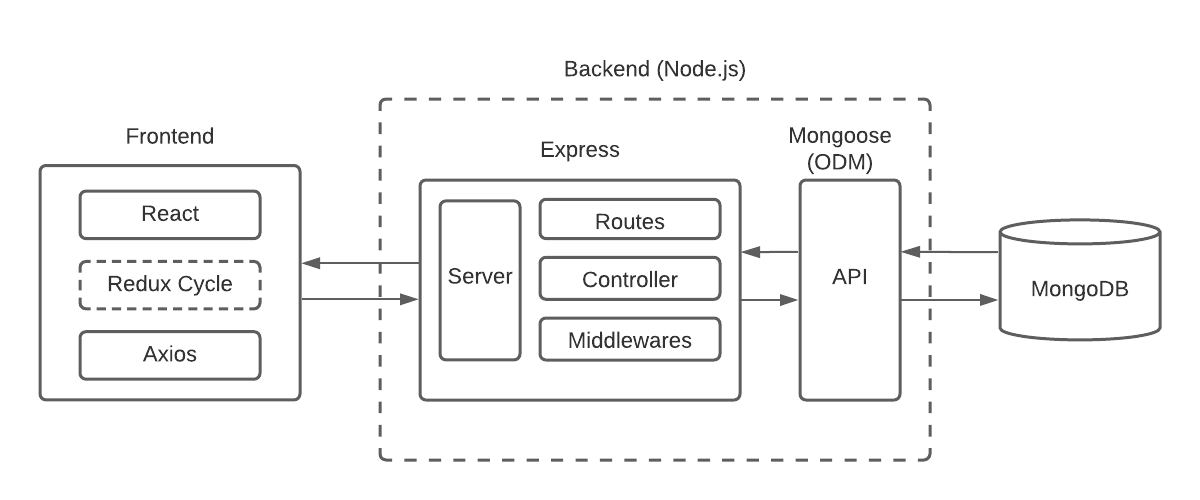 Backend (Node.js)
Frontend
React
Redux Cycle
Axios
Express
Server
Routes
Controller
Middlewares
Mongoose
(ODM)
API
MongoDB